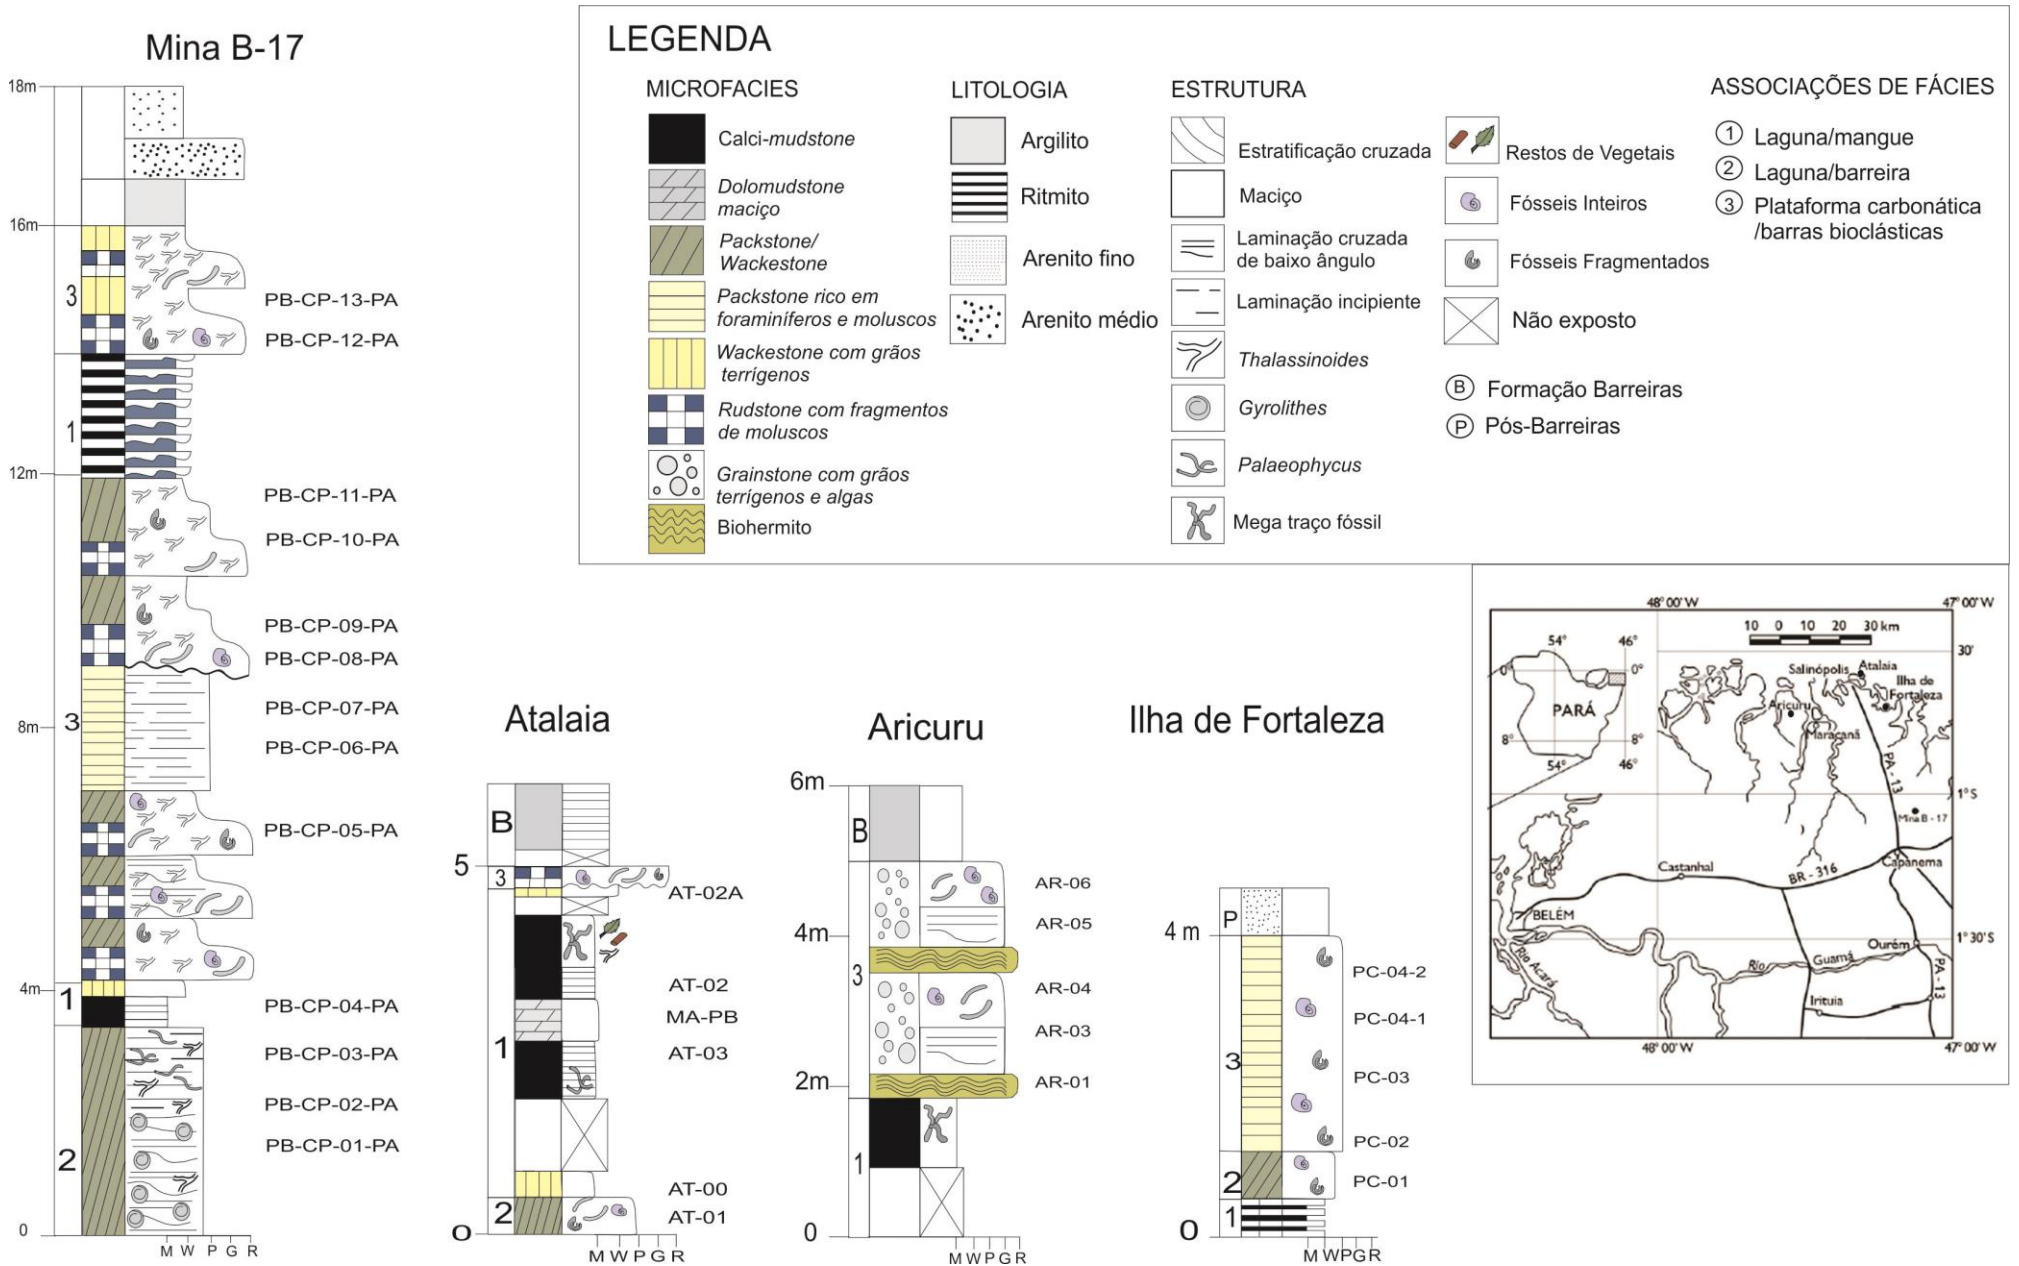 Mina B-17
18m
16m
3
PB-CP-13-PA
PB-CP-12-PA
1
12m
PB-CP-11-PA
PB-CP-10-PA
PB-CP-09-PA
PB-CP-08-PA
PB-CP-07-PA
3
8m
PB-CP-06-PA
PB-CP-05-PA
4m
1
PB-CP-04-PA
PB-CP-03-PA
PB-CP-02-PA
PB-CP-01-PA
2
0
M W P G R
LEGENDA
MICROFACIES
Calci-mudstone
Dolomudstone
maciço
Packstone/
Wackestone
Packstone rico em
foraminíferos e moluscos
Wackestone com grãos
terrígenos
Rudstone com fragmentos
de moluscos
Grainstone com grãos
terrígenos e algas
Biohermito
LITOLOGIA
Argilito
Ritmito
Arenito fino
Arenito médio
ESTRUTURA
Estratificação cruzada
Maciço
Laminação cruzada
de baixo ângulo
Laminação incipiente
Thalassinoides
Gyrolithes
Palaeophycus
Mega traço fóssil
Restos de Vegetais
Fósseis Inteiros
Fósseis Fragmentados
Não exposto
B Formação Barreiras
P Pós-Barreiras
ASSOCIAÇÕES DE FÁCIES
1 Laguna/mangue
2 Laguna/barreira
3 Plataforma carbonática
/barras bioclásticas
Atalaia
B
5
3
AT-02A
AT-02
MA-PB
1
AT-03
AT-00
2
AT-01
0
M W P G R
Aricuru
6m
B
AR-06
AR-05
4m
3
AR-04
AR-03
2m
AR-01
1
0
M W P G R
Ilha de Fortaleza
P
4 m
PC-04-2
PC-04-1
3
PC-03
PC-02
2
PC-01
1
0
M W P G R
48° 00' W
47° 00' W
10 0 10 20 30 km
54°
46°
0°
0°
30'
Salinópolis
Atalaia
Ilha de
Fortaleza
PARÁ
Aricuru
Maracanã
8°
8°
54°
46°
PA - 13
1° S
Mina B - 17
Castanhal
BR - 316
Capanema
BELÉM
Rio Acará
Rio
Guamá
Ourém
1° 30' S
PA - 13
Irituia
48° 00' W
47° 00' W